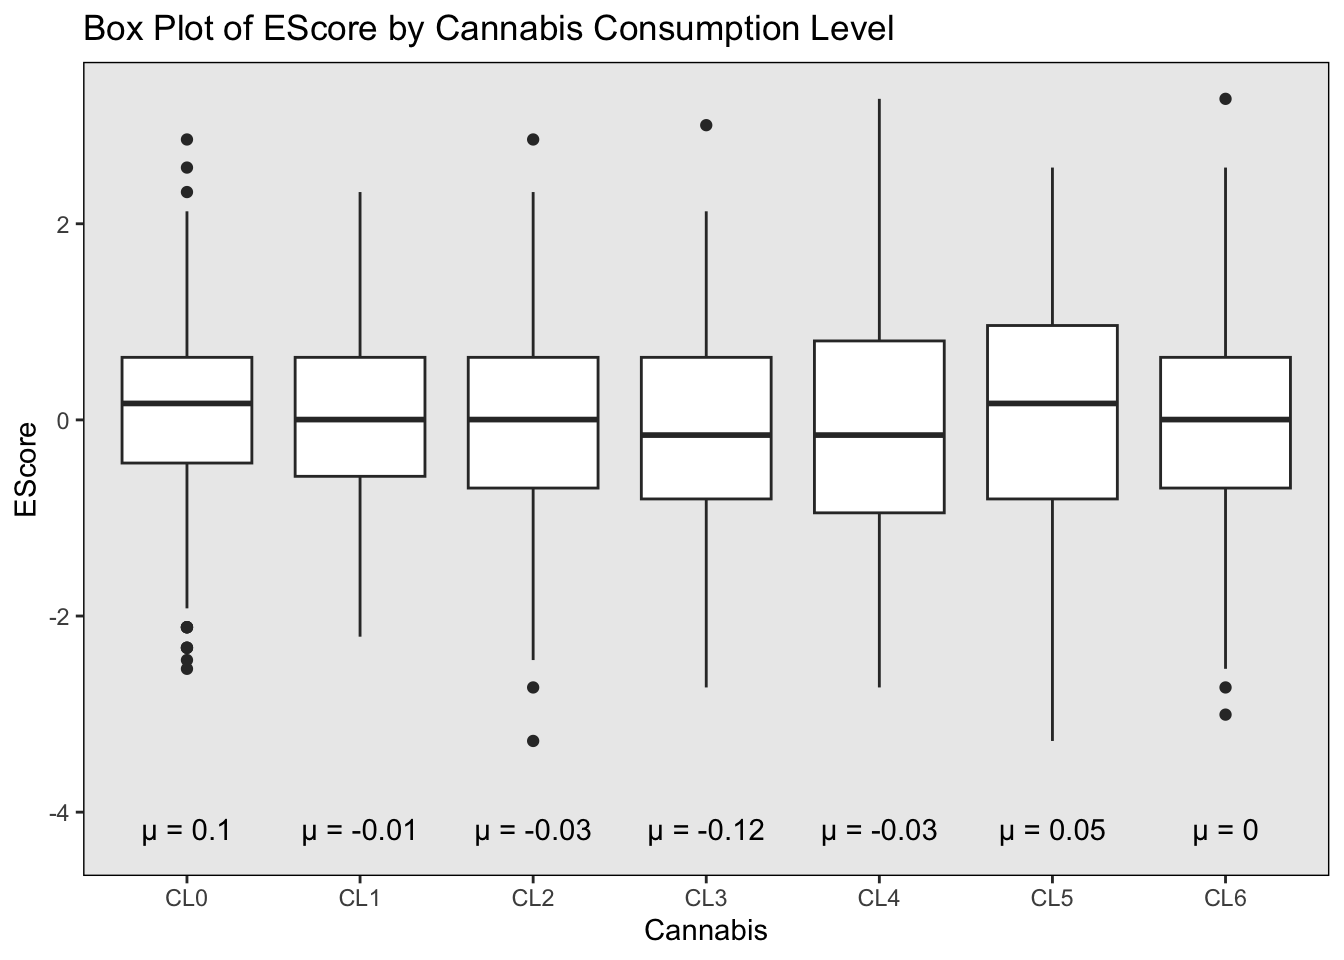 Box Plot of EScore by Cannabis Consumption Level
EScore
2
0
-2
-4
μ = 0.1 μ = -0.01 μ = -0.03 μ = -0.12 μ = -0.03 μ = 0.05 μ = 0
CL0 CL1 CL2 CL3 CL4 CL5 CL6
Cannabis